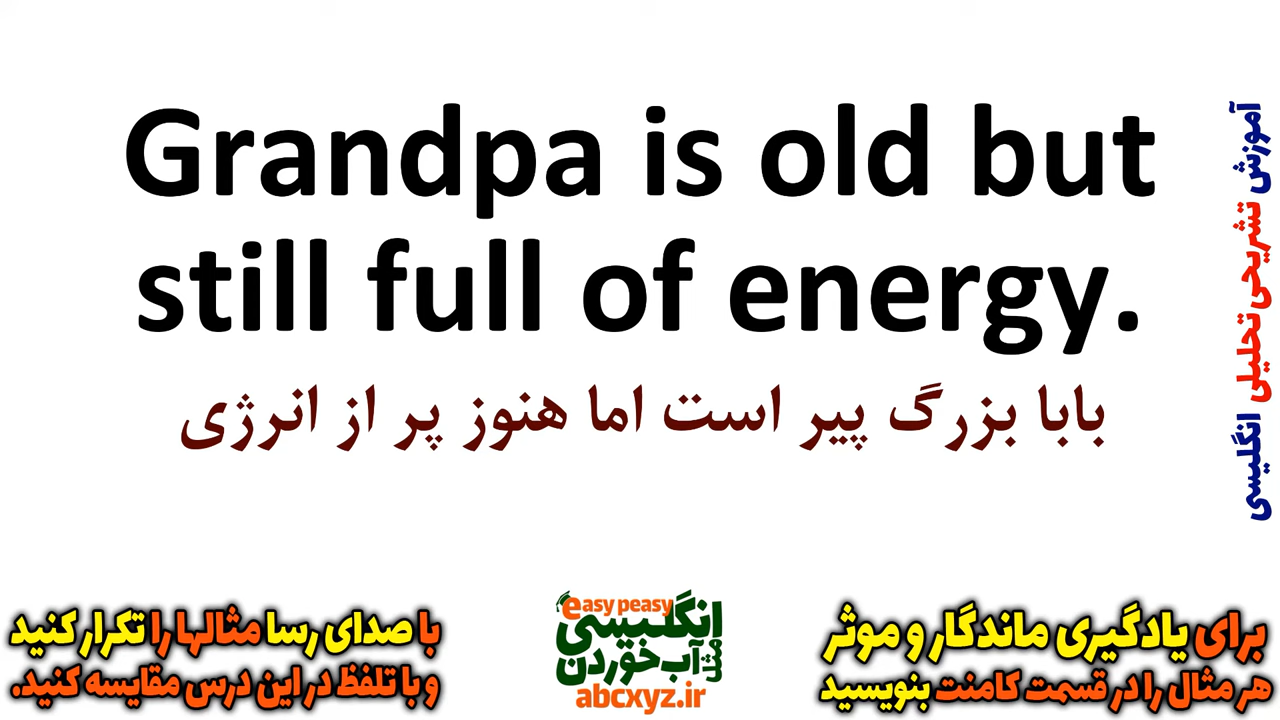 Grandpa is old but
still full of energy.
بابا بزرگ پیر است اما هنوز پر از انرژی
آموزش تشریحی تحلیلی انگلیسی
برای یادگیری ماندگار و موثر
هر مثال را در قسمت کامنت بنویسید
easy peasy
انگلیسی
مثل آب خوردن
abcxyz.ir
با صدای رسا مثالها را تکرار کنید
و با تلفظ در این درس مقایسه کنید.